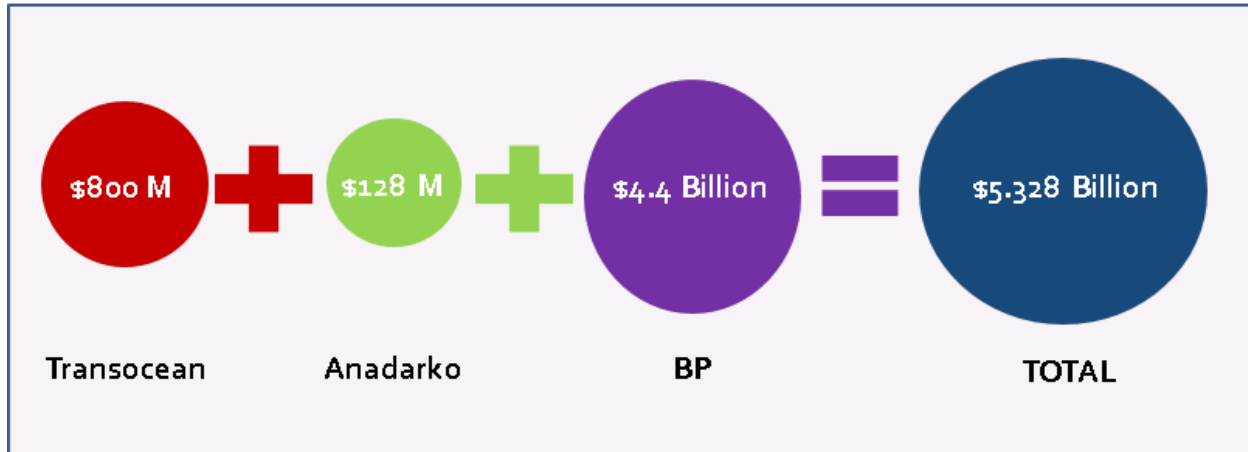 $800 M
$128 M
$4.4 Billion
$5.328 Billion
Transocean
Anadarko
BP
TOTAL